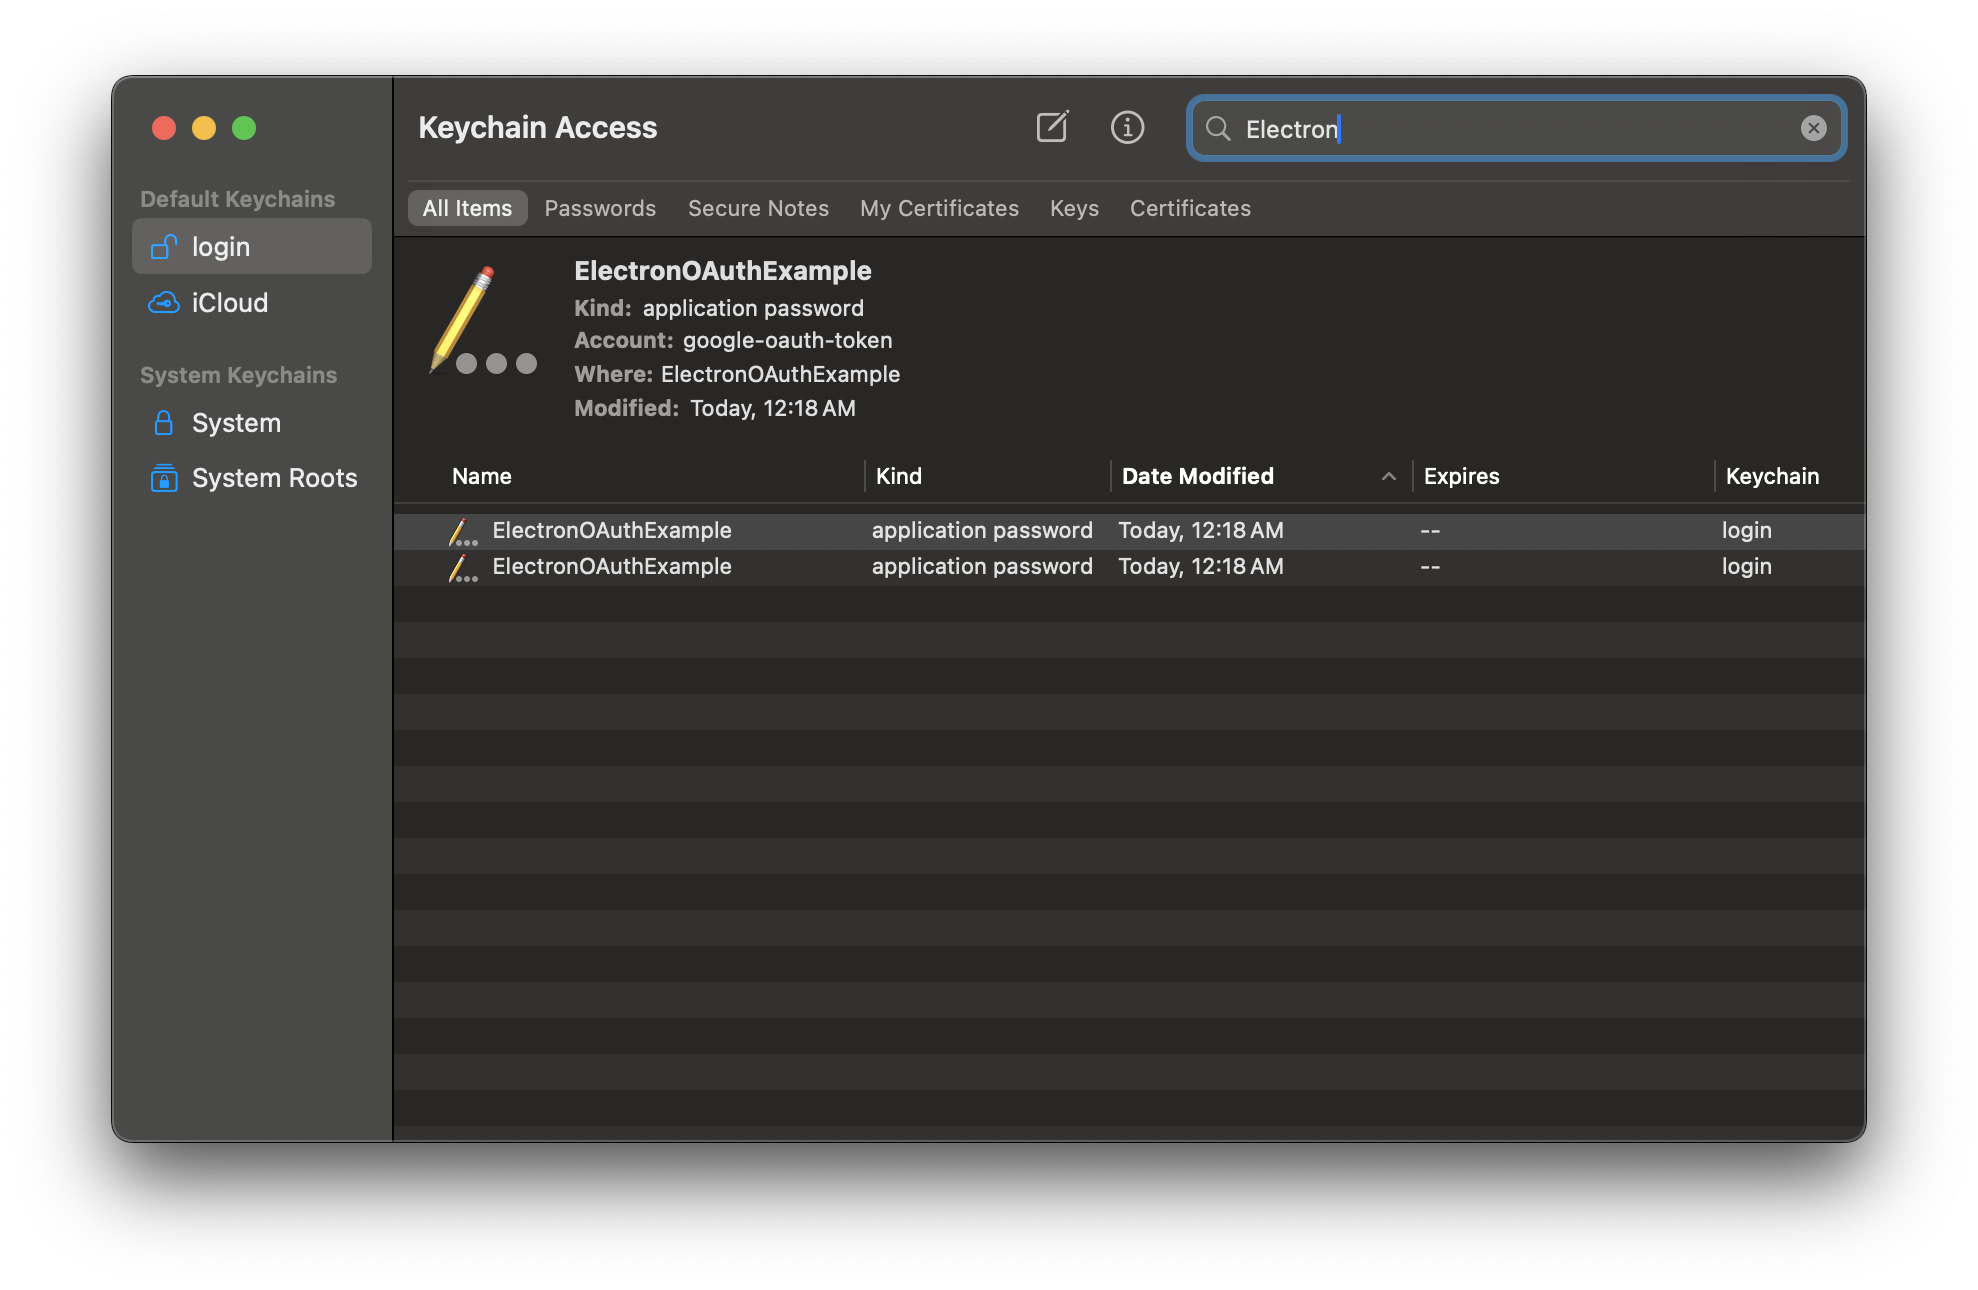 Keychain Access
Electron
Default Keychains
login
iCloud
System Keychains
System
System Roots
All Items Passwords Secure Notes My Certificates Keys Certificates
ElectronOAuthExample
Kind: application password
Account: google-oauth-token
Where: ElectronOAuthExample
Modified: Today, 12:18 AM
Name Kind Date Modified Expires Keychain
ElectronOAuthExample application password Today, 12:18 AM -- login
ElectronOAuthExample application password Today, 12:18 AM -- login